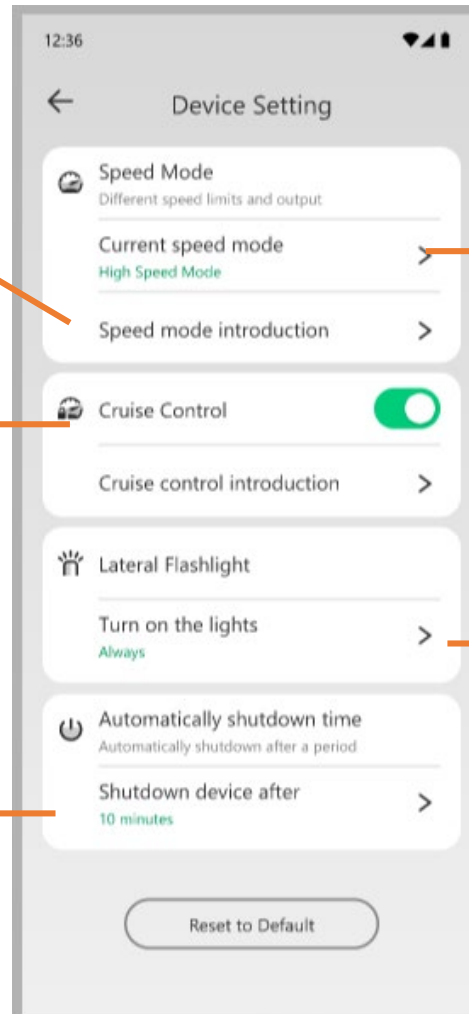 12:36
Device Setting
Speed Mode
Different speed limits and output
Current speed mode
High Speed Mode
Speed mode introduction
Cruise Control
Cruise control introduction
Lateral Flashlight
Turn on the lights
Always
Automatically shutdown time
Automatically shutdown after a period
Shutdown device after
10 minutes
Reset to Default